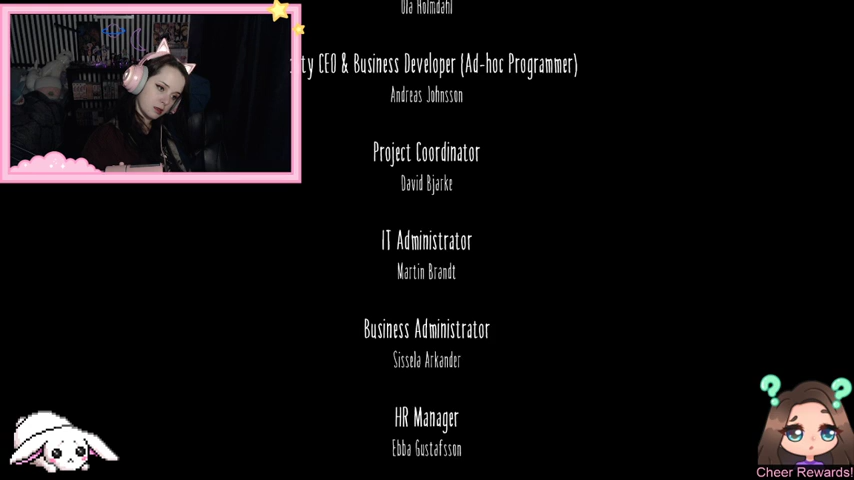 Ola Holmdahl
ty CEO & Business Developer (Ad-hoc Programmer)
Andreas Johnsson
Project Coordinator
David Bjarke
IT Administrator
Martin Brandt
Business Administrator
Sissela Arkander
HR Manager
Ebba Gustafsson
Cheer Rewards!